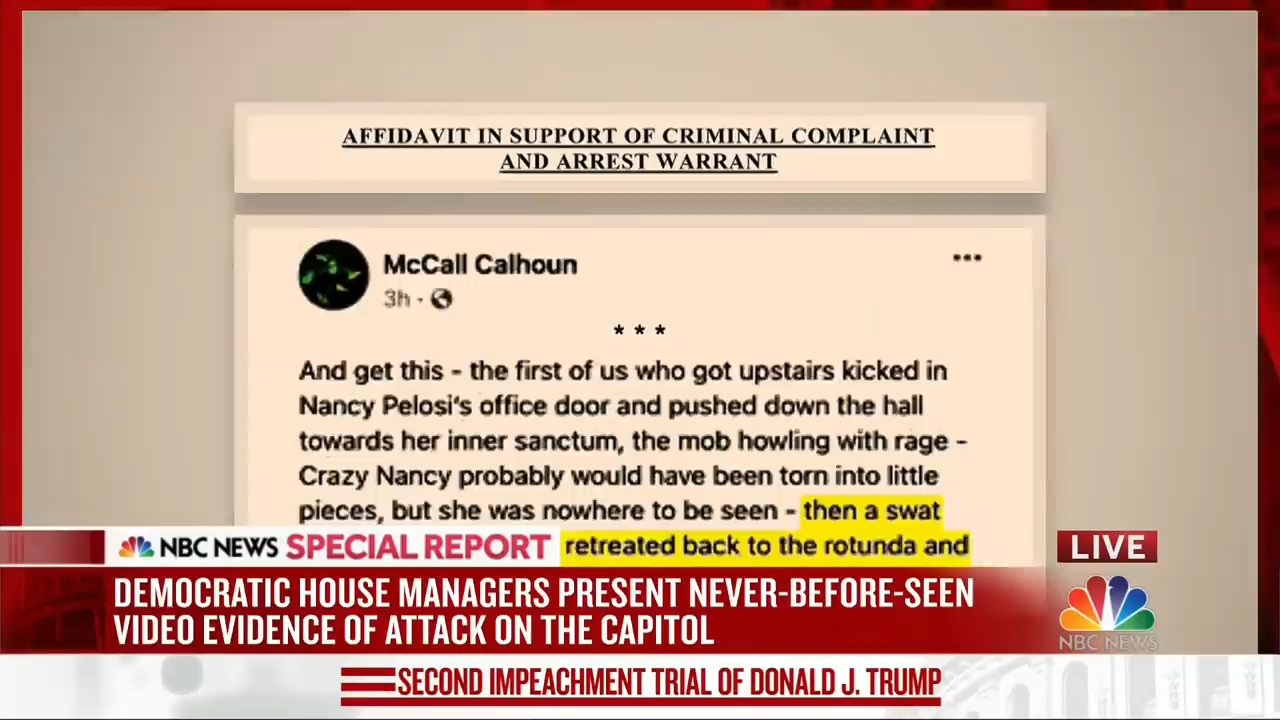 AFFIDAVIT IN SUPPORT OF CRIMINAL COMPLAINT
AND ARREST WARRANT
McCall Calhoun
3h ·
* * *
And get this - the first of us who got upstairs kicked in
Nancy Pelosi's office door and pushed down the hall
towards her inner sanctum, the mob howling with rage -
Crazy Nancy probably would have been torn into little
pieces, but she was nowhere to be seen - then a swat
retreated back to the rotunda and
NBC NEWS SPECIAL REPORT
LIVE
DEMOCRATIC HOUSE MANAGERS PRESENT NEVER-BEFORE-SEEN
VIDEO EVIDENCE OF ATTACK ON THE CAPITOL
NBC NEWS
SECOND IMPEACHMENT TRIAL OF DONALD J. TRUMP